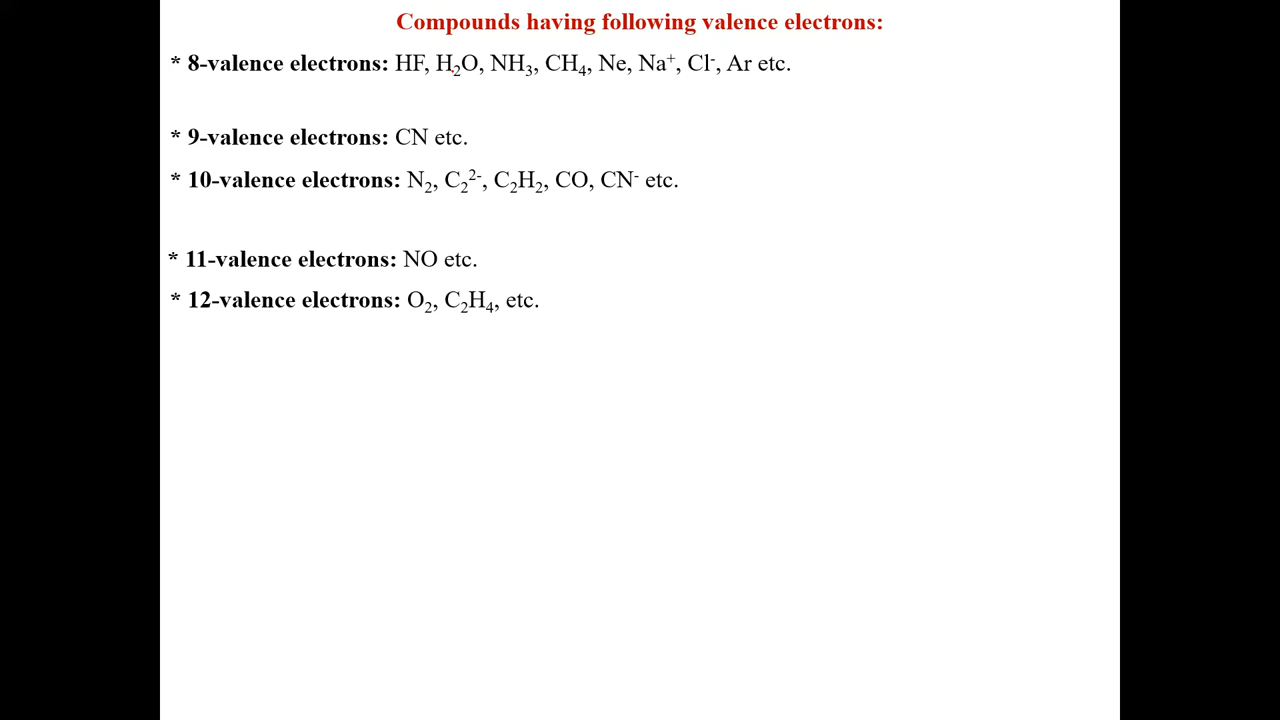 Compounds having following valence electrons:
* 8-valence electrons: HF, H₂O, NH₃, CH₄, Ne, Na⁺, Cl⁻, Ar etc.
* 9-valence electrons: CN etc.
* 10-valence electrons: N₂, C₂²⁻, C₂H₂, CO, CN⁻ etc.
* 11-valence electrons: NO etc.
* 12-valence electrons: O₂, C₂H₄, etc.